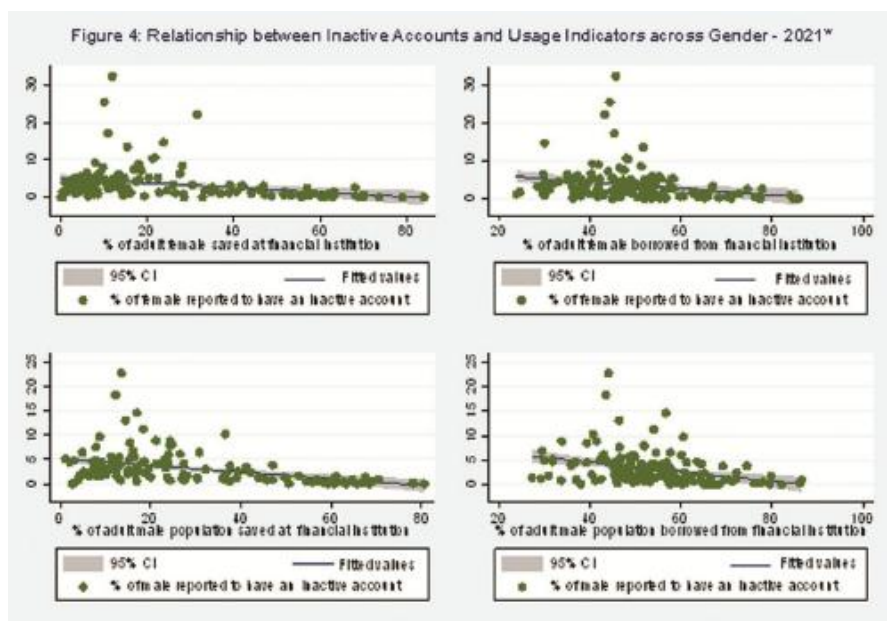 Figure 4: Relationship between Inactive Accounts and Usage Indicators across Gender - 2021*
30
20
10
0
0 20 40 60 80
% of adult female saved at financial institution
95% CI Fitted values
% of female reported to have an inactive account
30
20
10
0
20 40 60 80 100
% of adult female borrowed from financial institution
95% CI Fitted values
% of female reported to have an inactive account
25
20
15
10
5
0
0 20 40 60 80
% of adult male population saved at financial institution
95% CI Fitted values
% of male reported to have an inactive account
25
20
15
10
5
0
20 40 60 80 100
% of adult male population borrowed from financial institution
95% CI Fitted values
% of male reported to have an inactive account